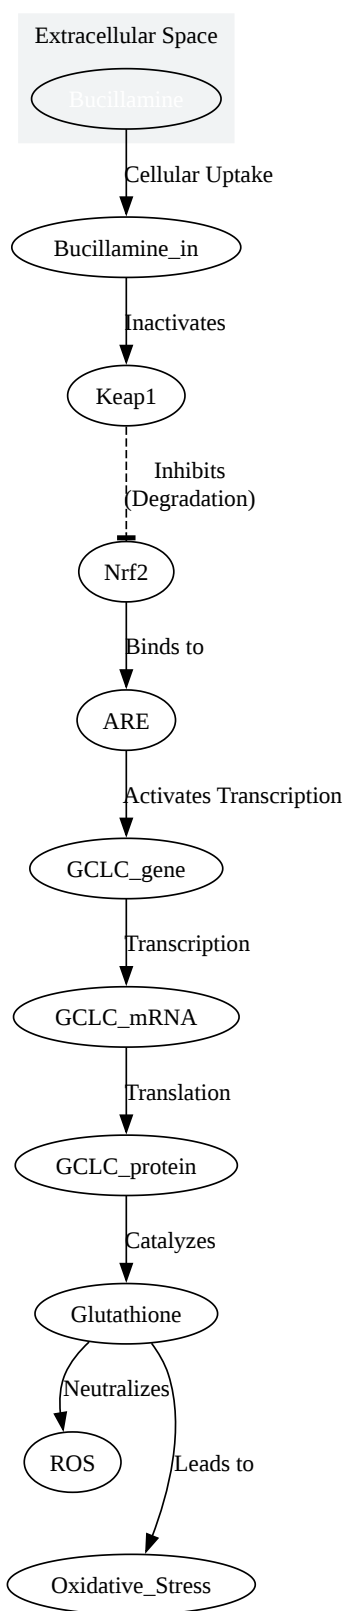 Extracellular Space
Bucillamine
Cellular Uptake
Bucillamine_in
Inactivates
Keap1
Inhibits
(Degradation)
Nrf2
Binds to
ARE
Activates Transcription
GCLC_gene
Transcription
GCLC_mRNA
Translation
GCLC_protein
Catalyzes
Glutathione
Neutralizes
ROS
Leads to
Oxidative_Stress